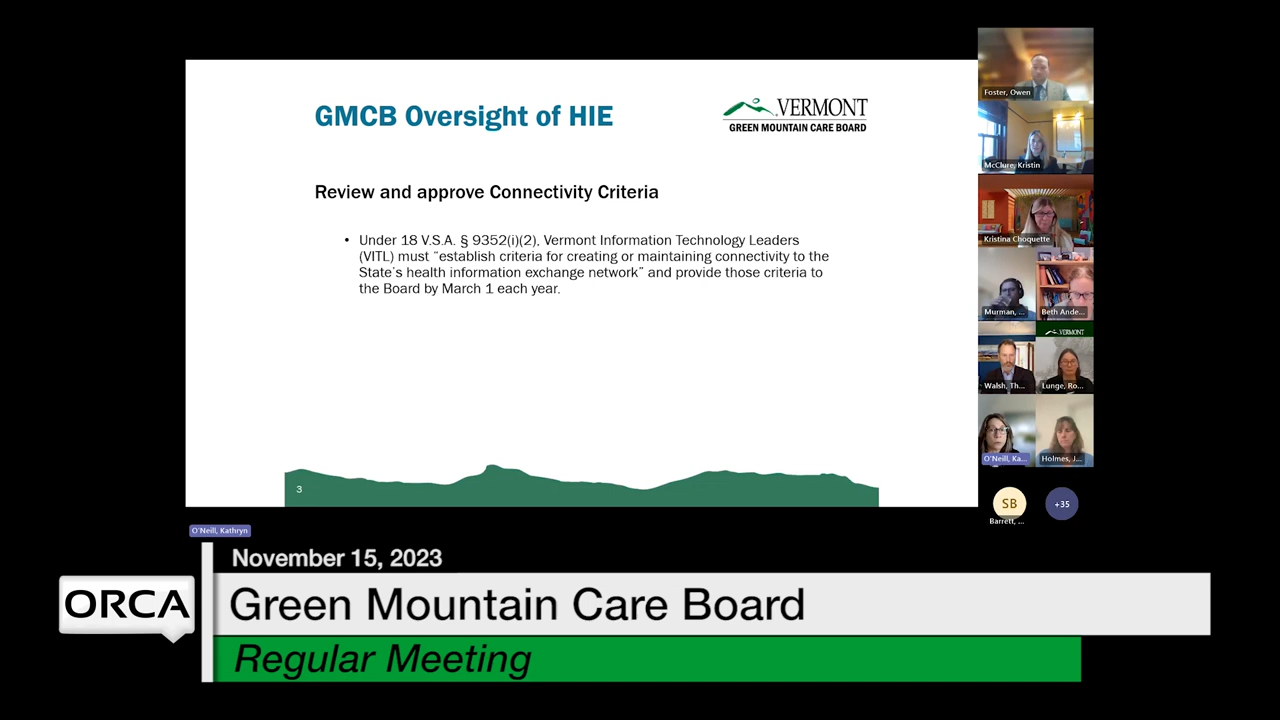 GMCB Oversight of HIE
VERMONT
GREEN MOUNTAIN CARE BOARD
Review and approve Connectivity Criteria
• Under 18 V.S.A. § 9352(i)(2), Vermont Information Technology Leaders
(VITL) must “establish criteria for creating or maintaining connectivity to the
State’s health information exchange network” and provide those criteria to
the Board by March 1 each year.
3
Foster, Owen
McClure, Kristin
Kristina Choquette
Murman, ...
Beth Ande...
VERMONT
Walsh, Th...
Lunge, Ro...
O'Neill, Ka...
Holmes, J...
SB
+35
Barrett, ...
O'Neill, Kathryn
November 15, 2023
ORCA
Green Mountain Care Board
Regular Meeting